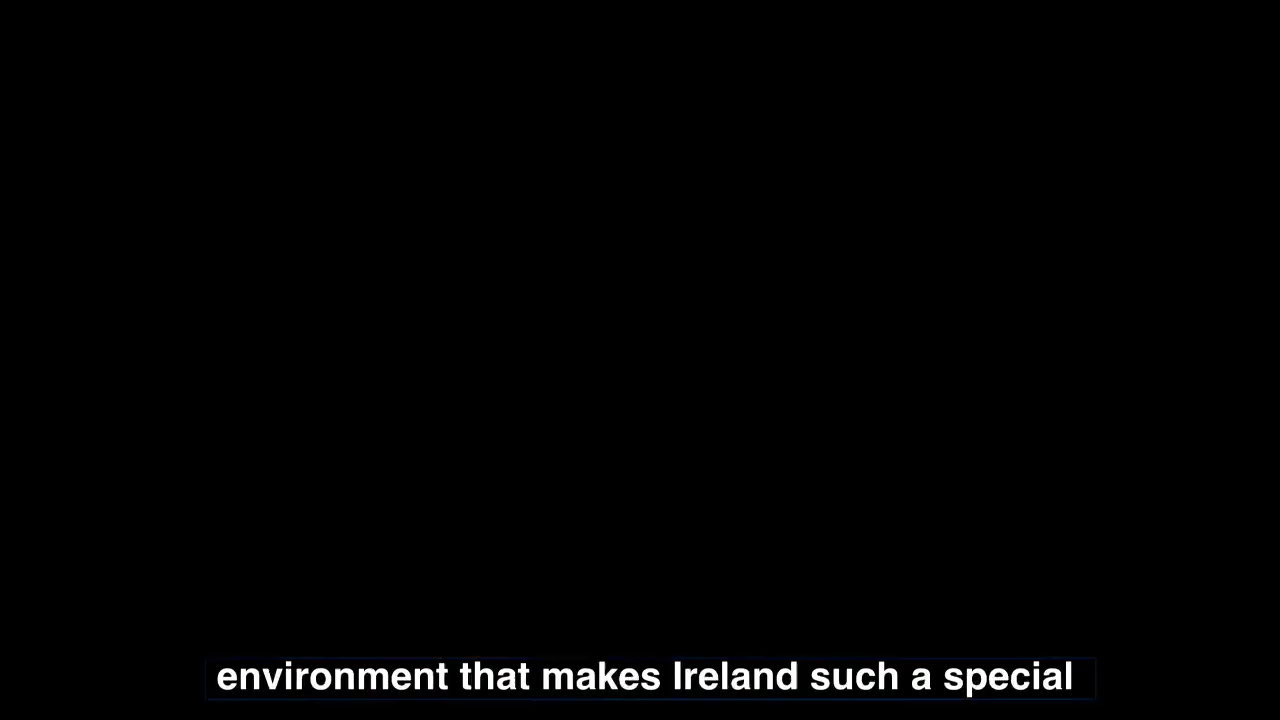 environment that makes Ireland such a special